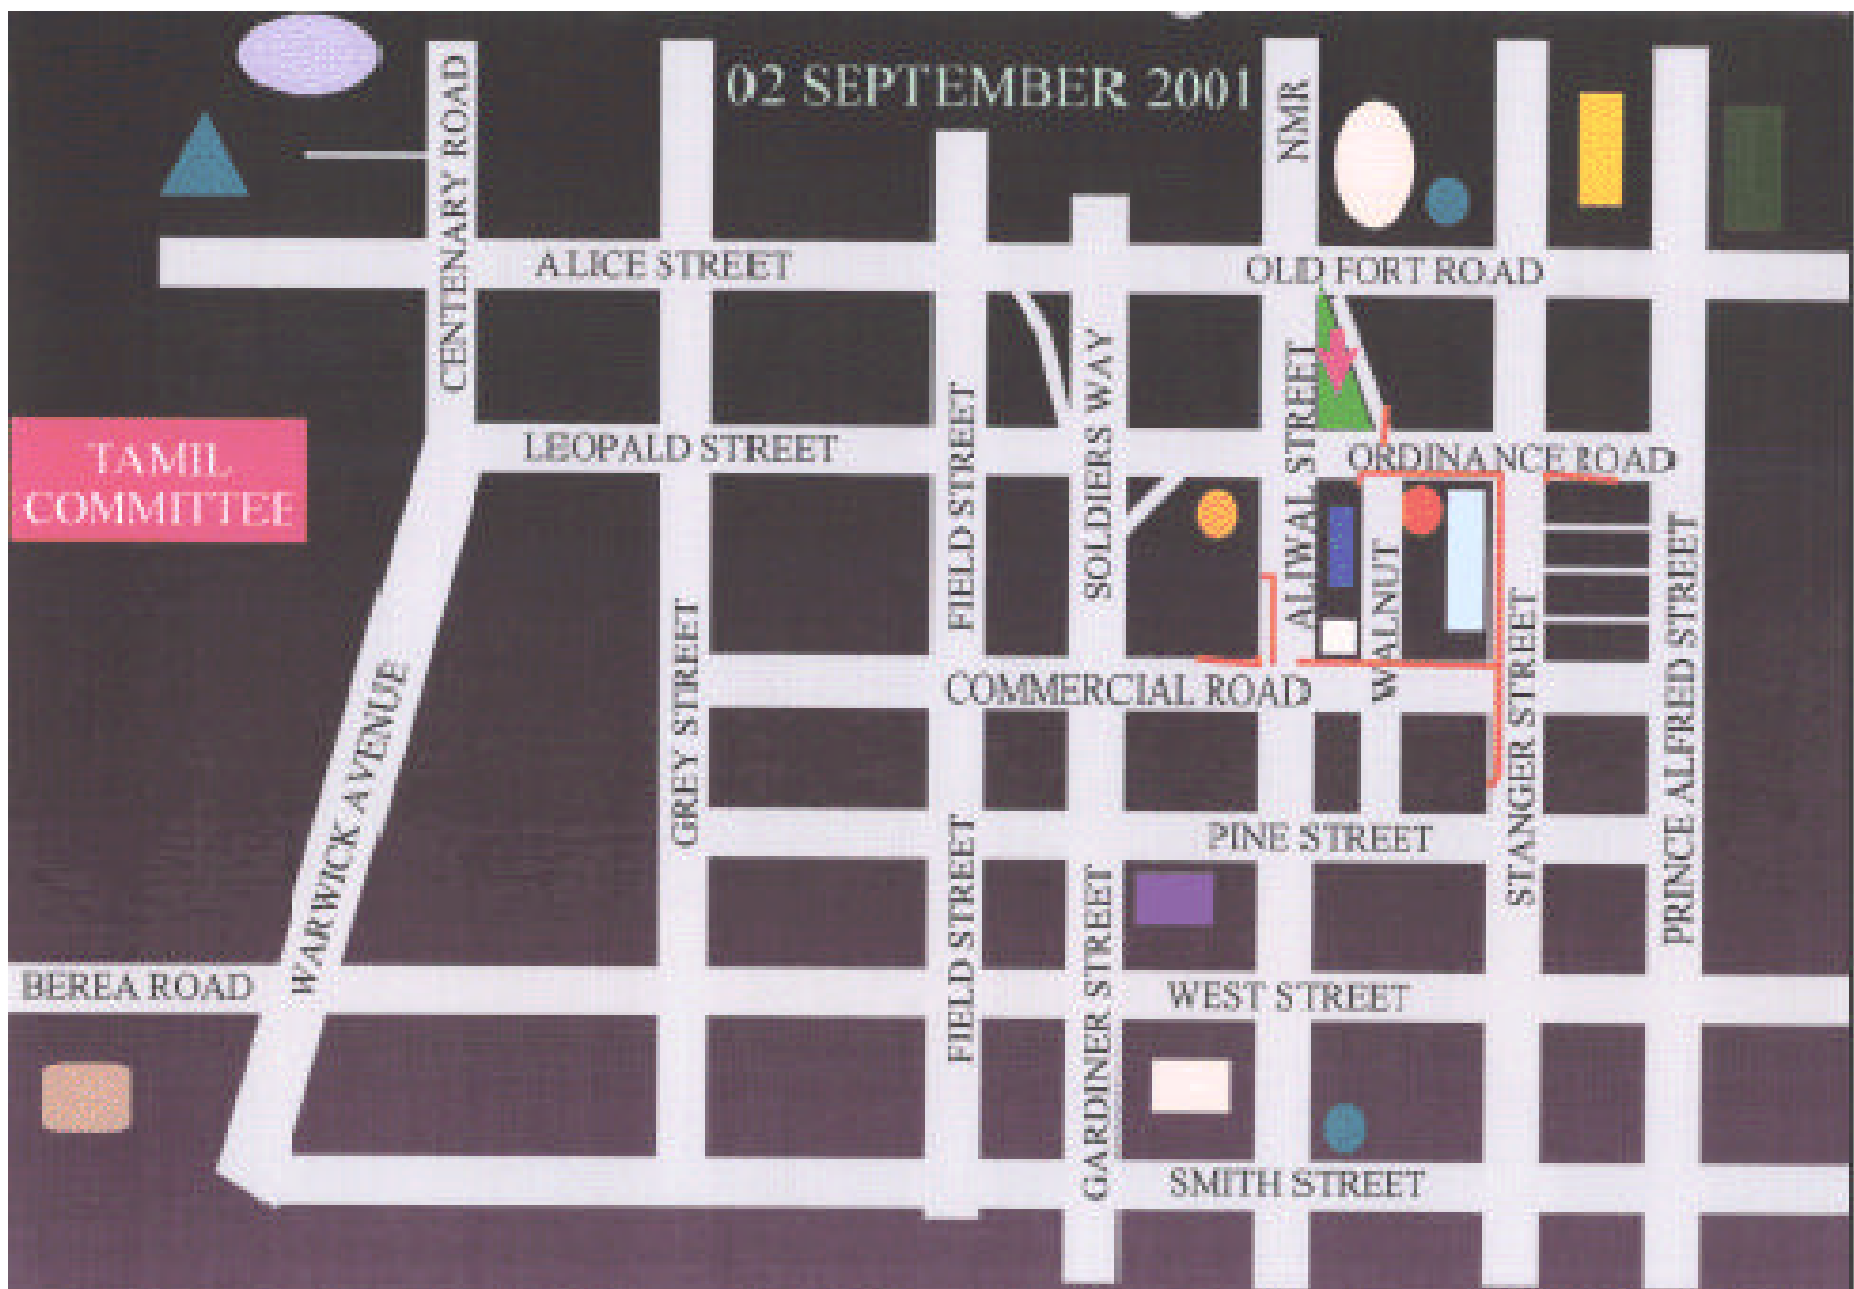 02 SEPTEMBER 2001
CENTENARY ROAD
NMR
ALICE STREET
OLD FORT ROAD
TAMIL
COMMITTEE
LEOPALD STREET
ORDINANCE ROAD
FIELD STREET
SOLDIERS WAY
ALIWAL STREET
WALNUT
GREY STREET
COMMERCIAL ROAD
STANGER STREET
PRINCE ALFRED STREET
WARWICK AVENUE
PINE STREET
FIELD STREET
GARDINER STREET
BEREA ROAD
WEST STREET
SMITH STREET